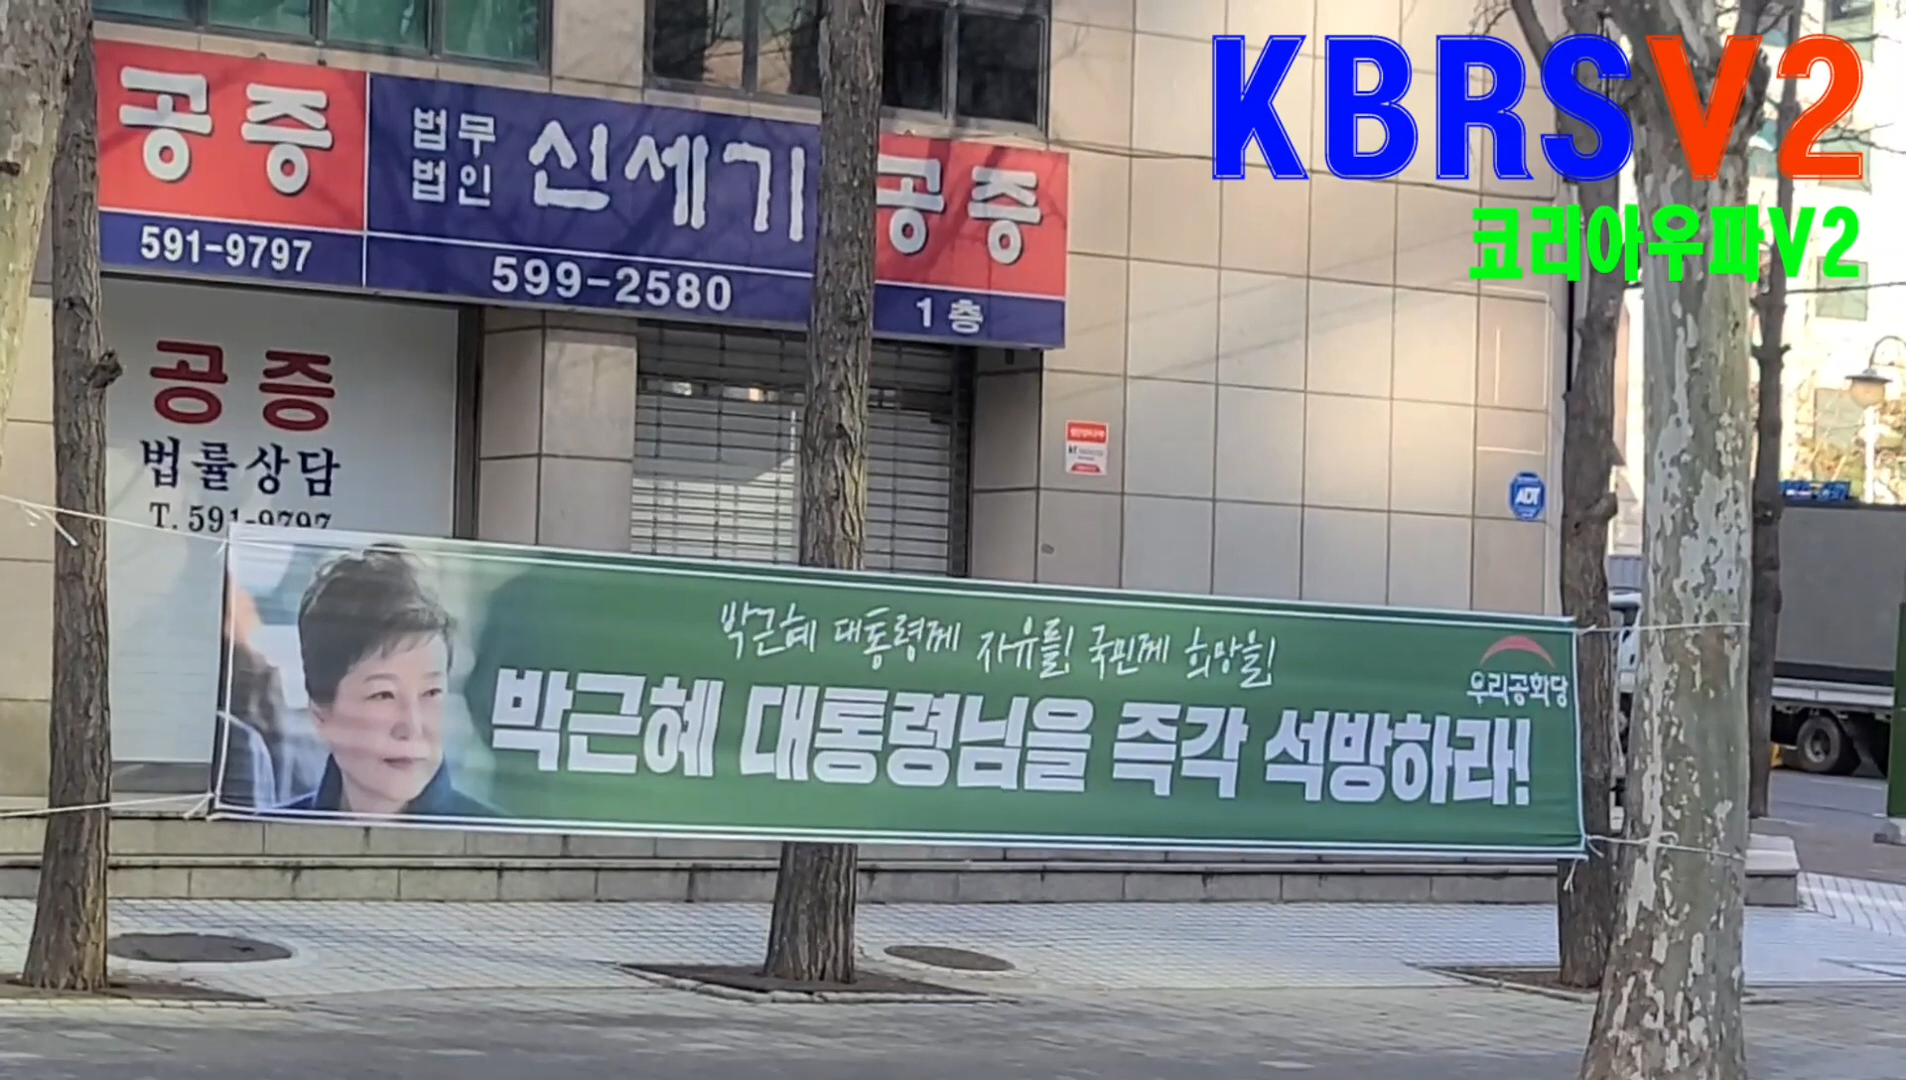 KBRSV2
코리아우파V2
공증
591-9797
법무
법인
신세기
599-2580
공증
1층
공증
법률상담
T. 591-9797
kt
ADT
박근혜 대통령께 자유를! 국민께 희망을!
박근혜 대통령님을 즉각 석방하라!
우리공화당